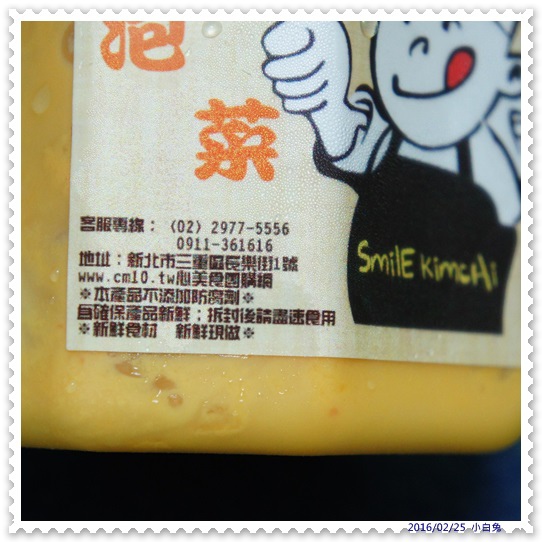 泡
菜
客服專線：(02) 2977-5556
0911-361616
地址：新北市三重區長樂街1號
www.cm10.tw心美食團購網
※本產品不添加防腐劑※
自確保產品新鮮；拆封後請盡速食用
※新鮮食材 新鮮現做※
SmilE KimcHi
2016/02/25 小白兔